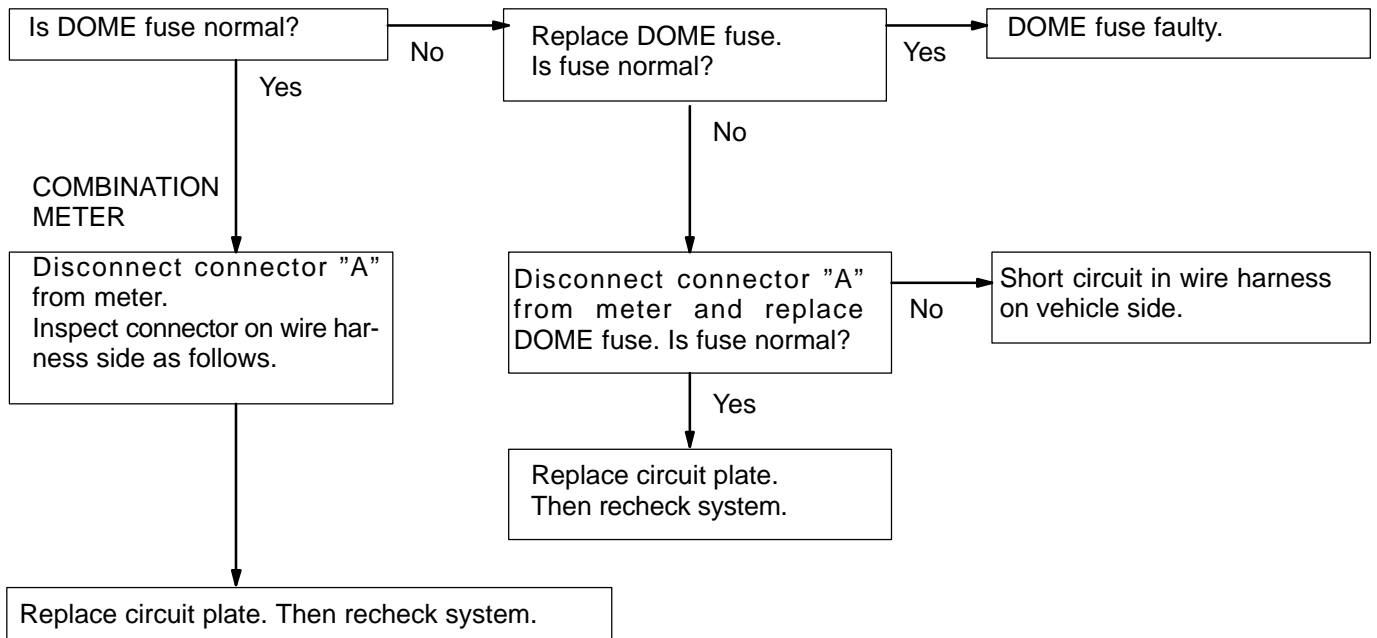 Is DOME fuse normal?
No
Replace DOME fuse.
Is fuse normal?
Yes
DOME fuse faulty.
Yes
No
COMBINATION
METER
Disconnect connector ”A”
from meter.
Inspect connector on wire har-
ness side as follows.
Disconnect connector ”A”
from meter and replace
DOME fuse. Is fuse normal?
No
Short circuit in wire harness
on vehicle side.
Yes
Replace circuit plate.
Then recheck system.
Replace circuit plate. Then recheck system.